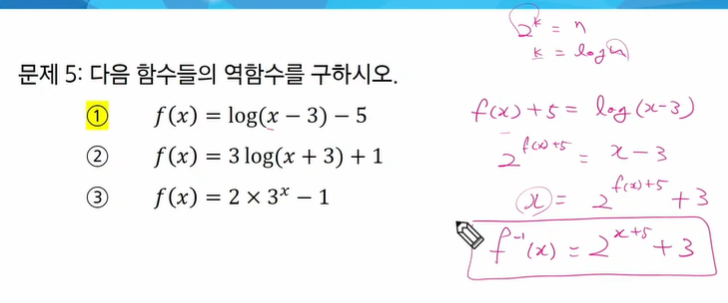 2^k = n
k = log n
문제 5: 다음 함수들의 역함수를 구하시오.
① f(x) = log(x − 3) − 5
② f(x) = 3 log(x + 3) + 1
③ f(x) = 2 × 3^x − 1
f(x)+5 = log(x-3)
2^{f(x)+5} = x-3
x = 2^{f(x)+5} + 3
f^{-1}(x) = 2^{x+5} + 3